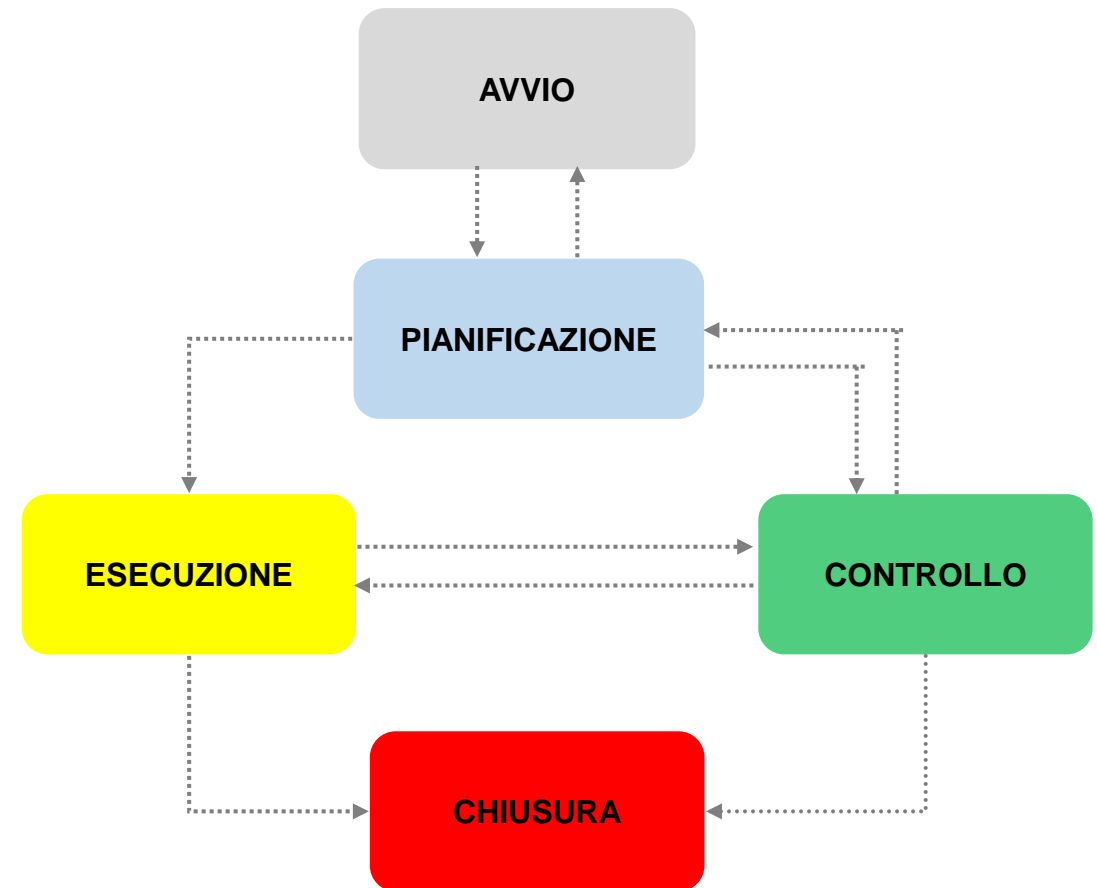 AVVIO
PIANIFICAZIONE
ESECUZIONE
CONTROLLO
CHIUSURA